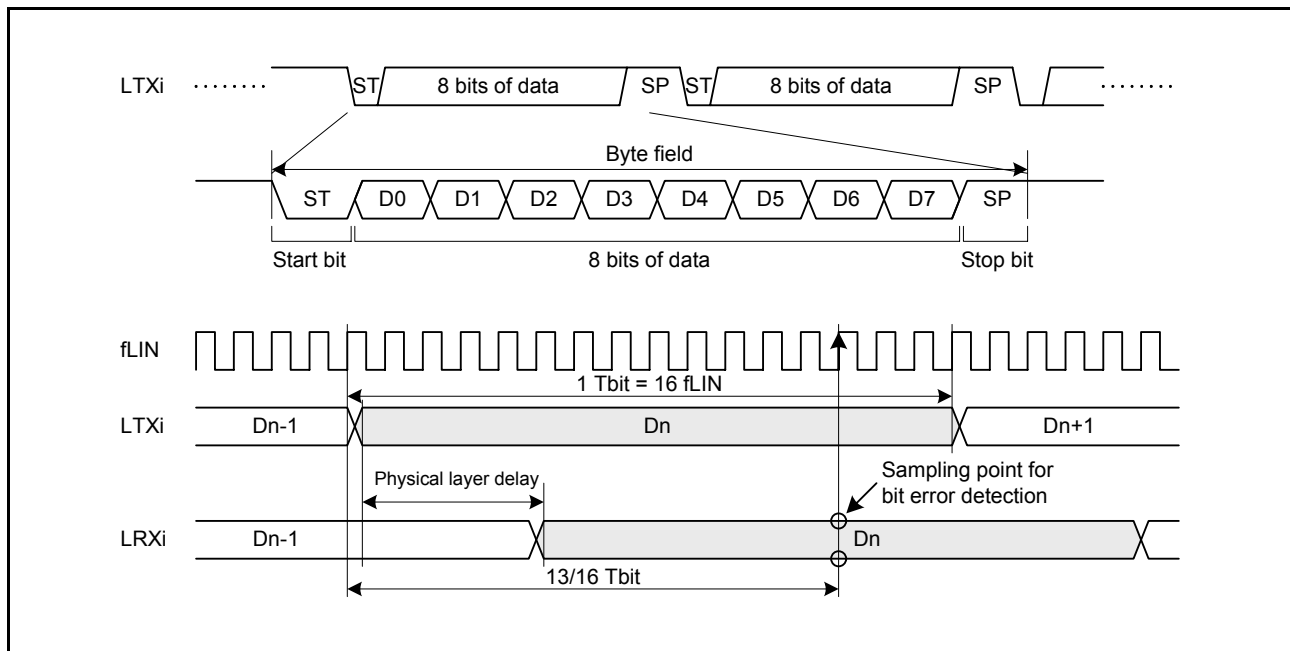 LTXi ········ ST 8 bits of data SP ST 8 bits of data SP ········
Byte field
ST D0 D1 D2 D3 D4 D5 D6 D7 SP
Start bit 8 bits of data Stop bit
fLIN
1 Tbit = 16 fLIN
LTXi Dn-1 Dn Dn+1
Physical layer delay
Sampling point for
bit error detection
LRXi Dn-1 Dn
13/16 Tbit